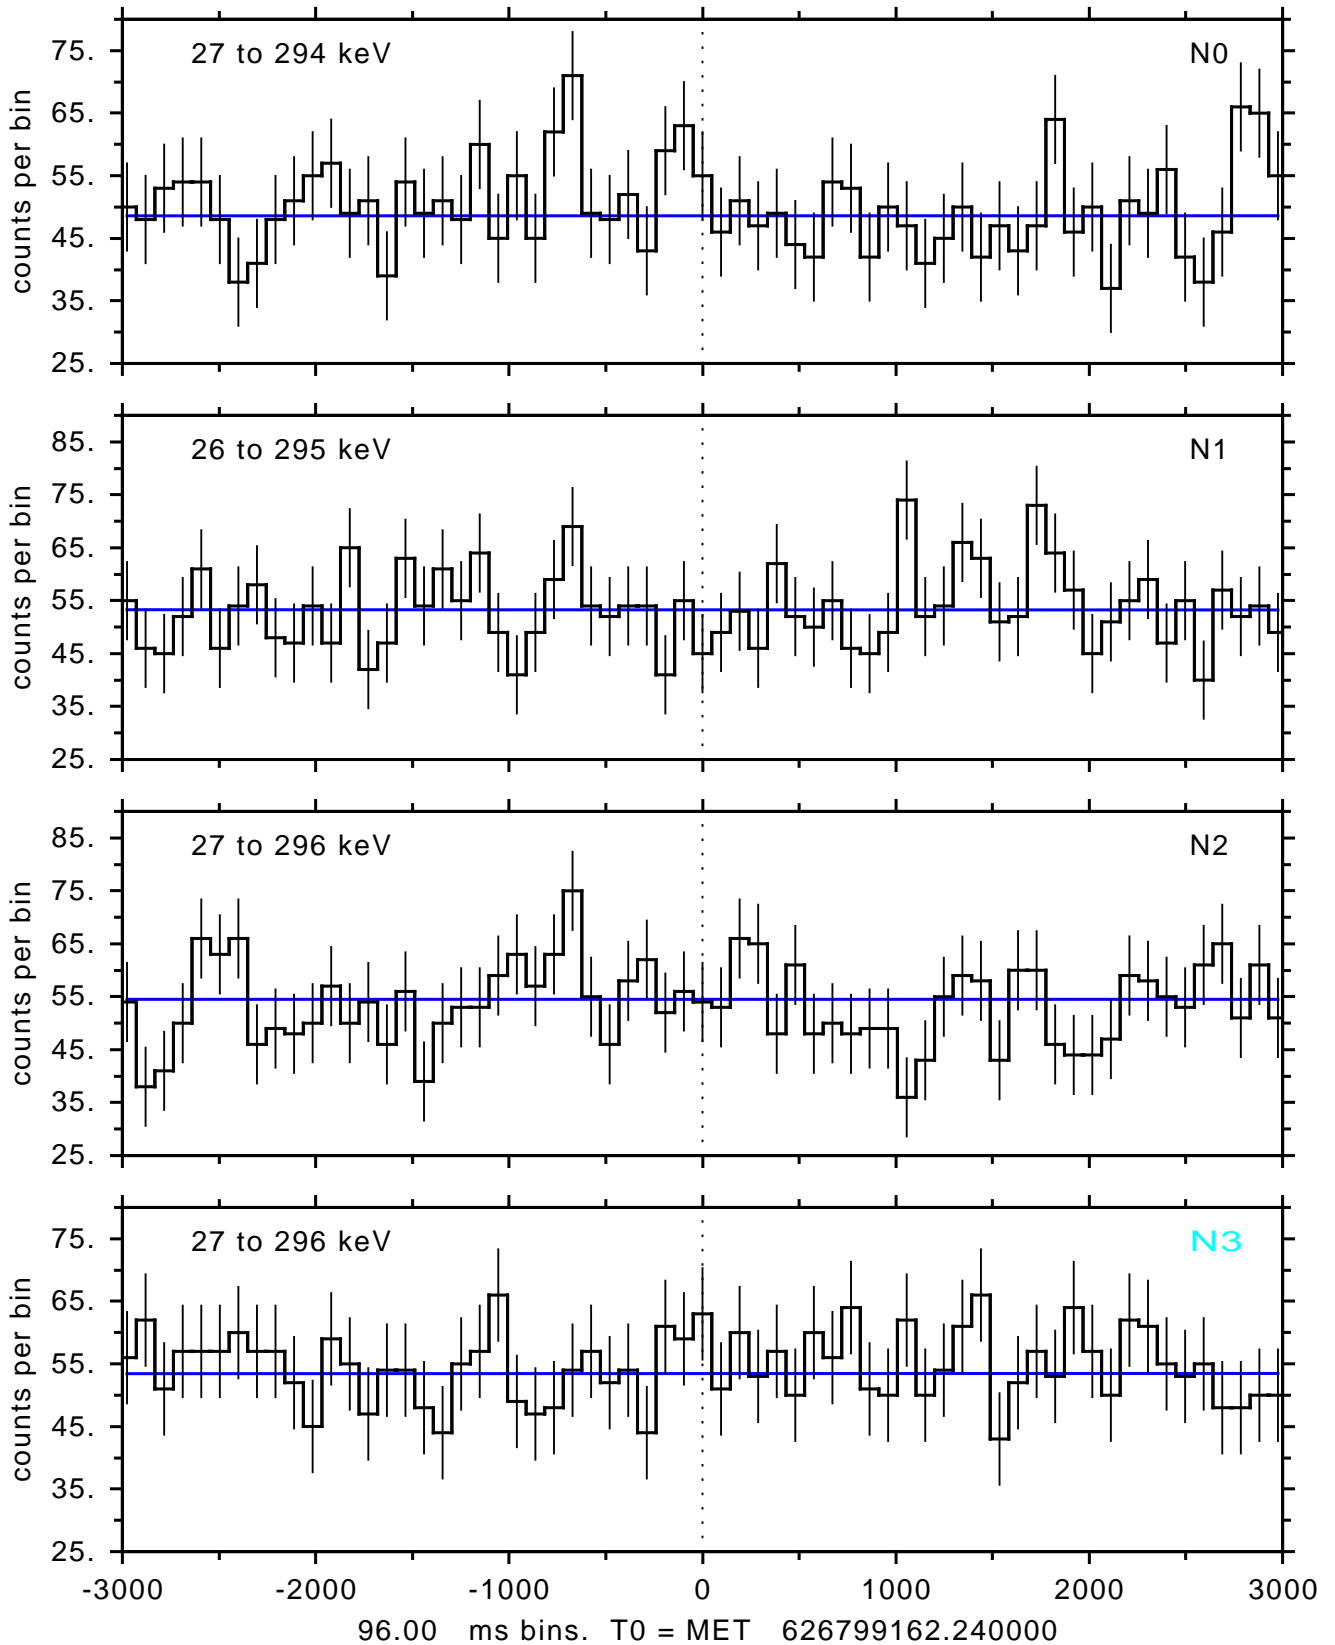 27 to 294 keV N0
75.
65.
55.
45.
35.
25.
counts per bin
26 to 295 keV N1
85.
75.
65.
55.
45.
35.
25.
counts per bin
27 to 296 keV N2
85.
75.
65.
55.
45.
35.
25.
counts per bin
27 to 296 keV N3
75.
65.
55.
45.
35.
25.
counts per bin
-3000 -2000 -1000 0 1000 2000 3000
96.00 ms bins. T0 = MET 626799162.240000